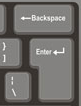 ←Backspace
}
]
Enter ↵
¦
\